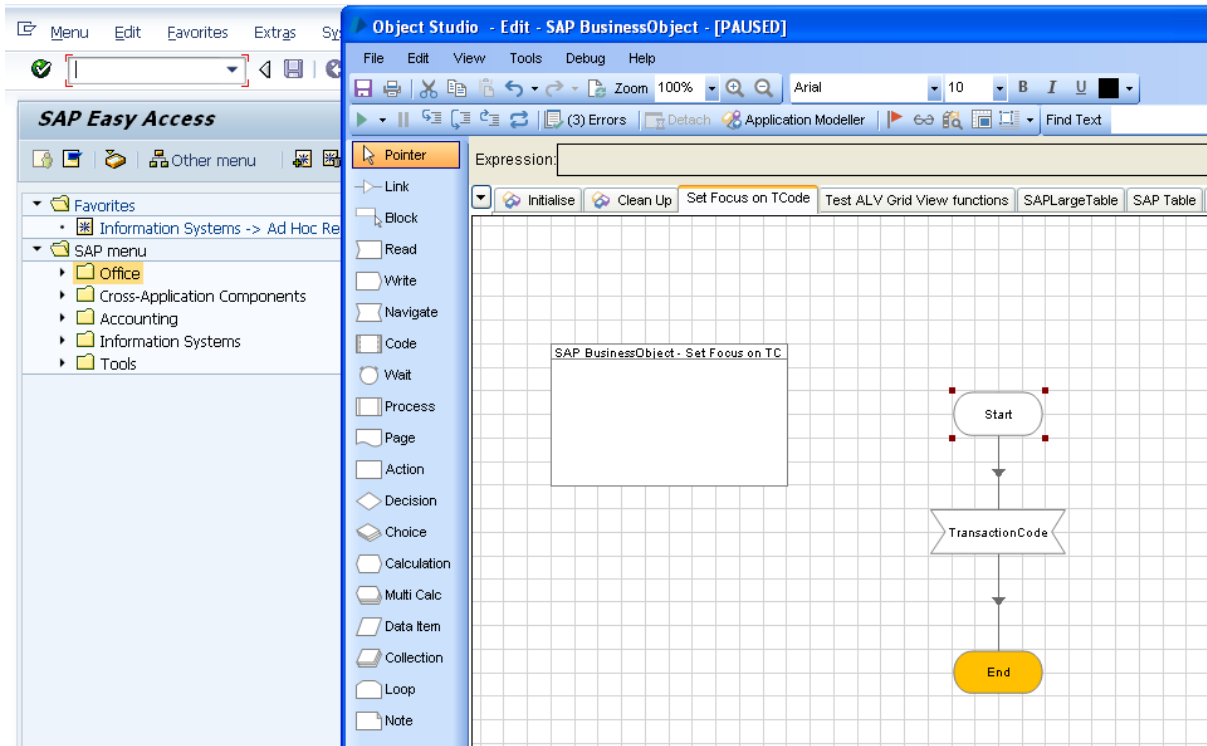 Menu Edit Favorites Extras Sy
SAP Easy Access
Other menu
Favorites
Information Systems -> Ad Hoc Re
SAP menu
Office
Cross-Application Components
Accounting
Information Systems
Tools
Object Studio - Edit - SAP BusinessObject - [PAUSED]
File Edit View Tools Debug Help
Zoom 100% Arial 10 B I U
(3) Errors Detach Application Modeller Find Text
Pointer
Link
Block
Read
Write
Navigate
Code
Wait
Process
Page
Action
Decision
Choice
Calculation
Multi Calc
Data Item
Collection
Loop
Note
Expression:
Initialise Clean Up Set Focus on TCode Test ALV Grid View functions SAPLargeTable SAP Table
SAP BusinessObject - Set Focus on TC
Start
TransactionCode
End